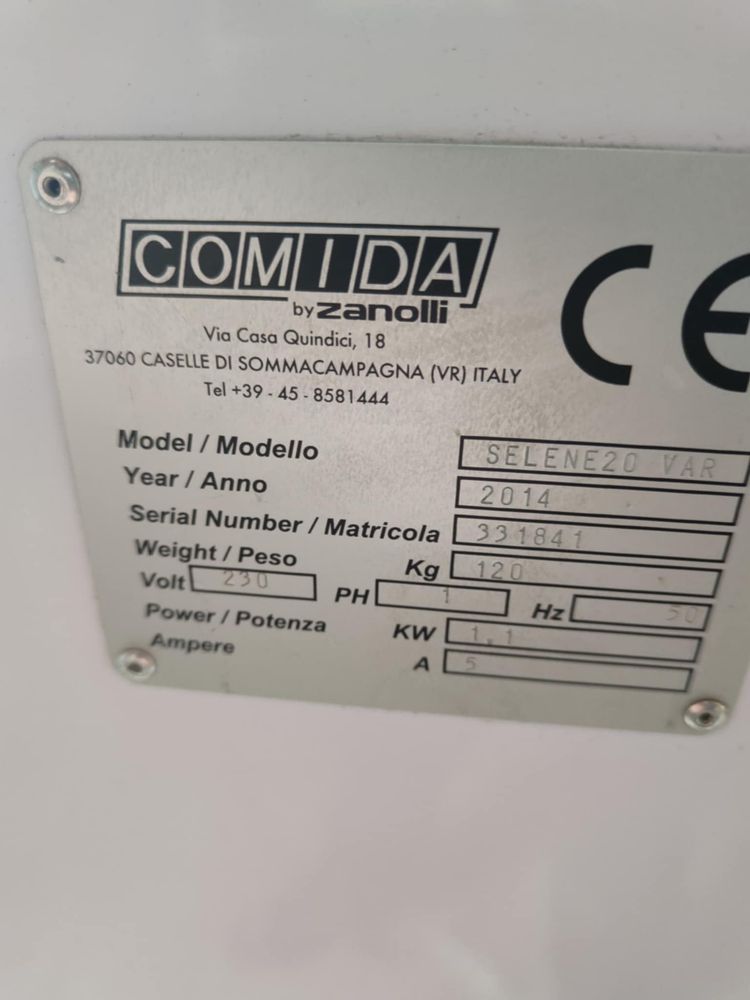 COMIDA
by zanolli
Via Casa Quindici, 18
37060 CASELLE DI SOMMACAMPAGNA (VR) ITALY
Tel +39 - 45 - 8581444
CE
Model / Modello SELENE20 VAR
Year / Anno 2014
Serial Number / Matricola 331841
Weight / Peso Kg 120
Volt 230 PH 1 Hz 50
Power / Potenza KW 1.1
Ampere A 5